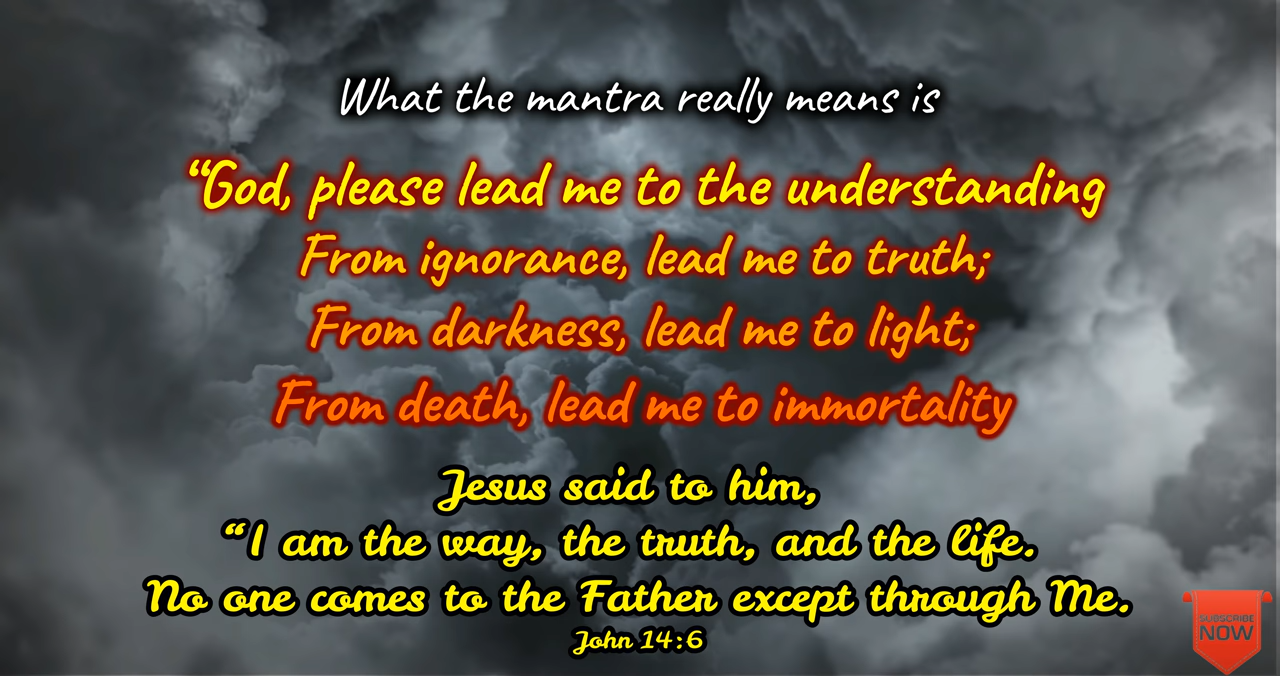 What the mantra really means is
“God, please lead me to the understanding
From ignorance, lead me to truth;
From darkness, lead me to light;
From death, lead me to immortality
Jesus said to him,
“I am the way, the truth, and the life.
No one comes to the Father except through Me.
John 14:6
SUBSCRIBE
NOW